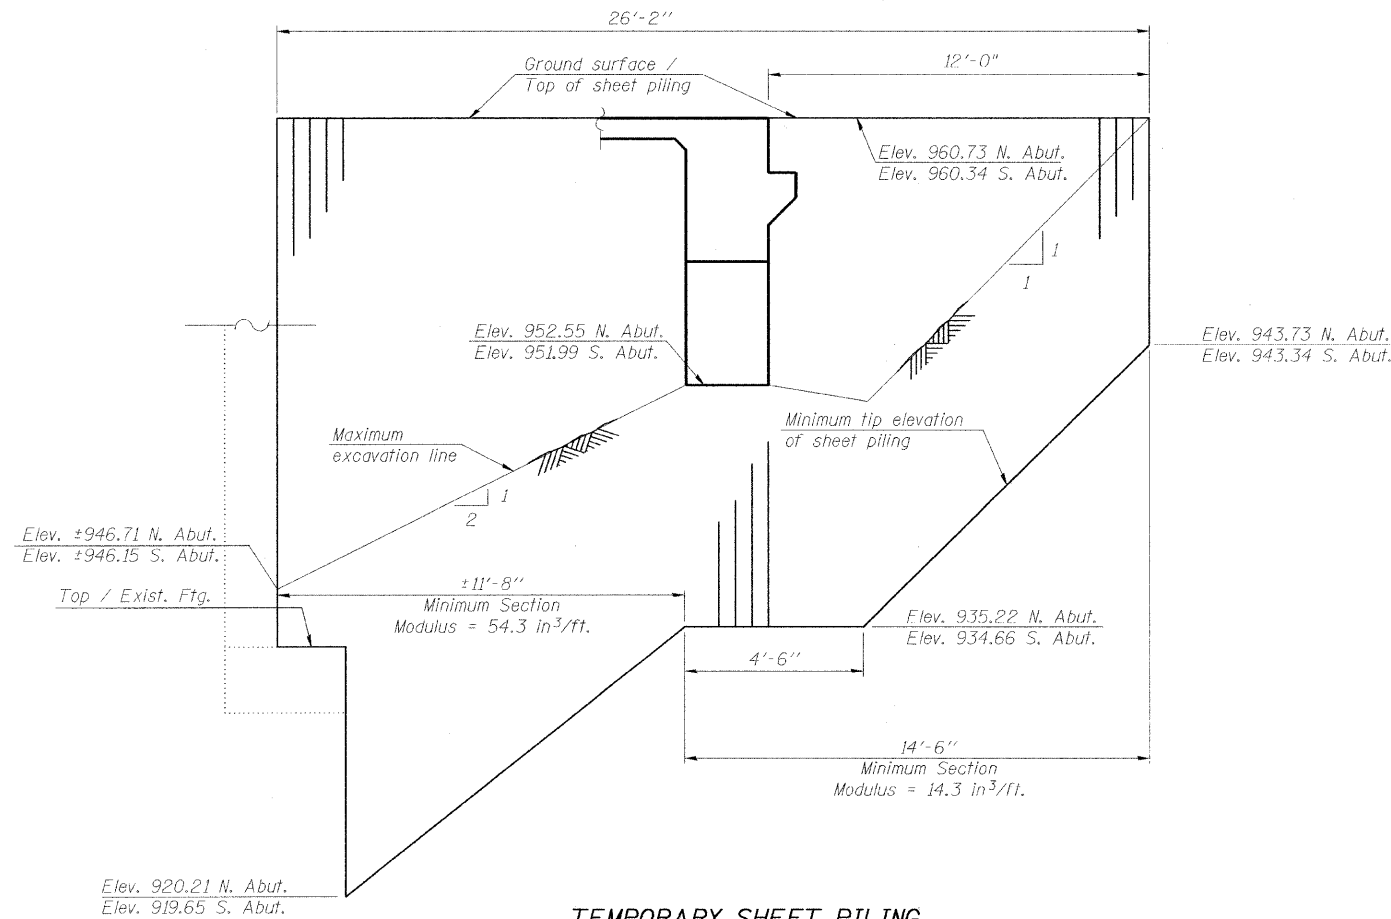 26'-2"
12'-0"
Ground surface /
Top of sheet piling
Elev. 960.73 N. Abut.
Elev. 960.34 S. Abut.
1
1
Elev. 952.55 N. Abut.
Elev. 951.99 S. Abut.
Elev. 943.73 N. Abut.
Elev. 943.34 S. Abut.
Minimum tip elevation
of sheet piling
Maximum
excavation line
1
2
Elev. ±946.71 N. Abut.
Elev. ±946.15 S. Abut.
±11'-8"
Minimum Section
Modulus = 54.3 in³/ft.
Top / Exist. Ftg.
Elev. 935.22 N. Abut.
Elev. 934.66 S. Abut.
4'-6"
14'-6"
Minimum Section
Modulus = 14.3 in³/ft.
Elev. 920.21 N. Abut.
Elev. 919.65 S. Abut.
TEMPORARY SHEET PILING